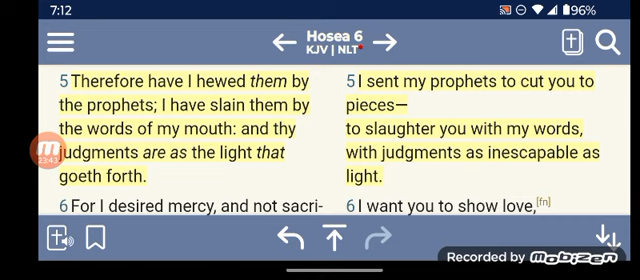 7:12
96%
Hosea 6
KJV | NLT
5 Therefore have I hewed them by
the prophets; I have slain them by
the words of my mouth: and thy
judgments are as the light that
goeth forth.
6 For I desired mercy, and not sacri-
5 I sent my prophets to cut you to
pieces—
to slaughter you with my words,
with judgments as inescapable as
light.
6 I want you to show love,[fn]
23:43
Recorded by Mobizen